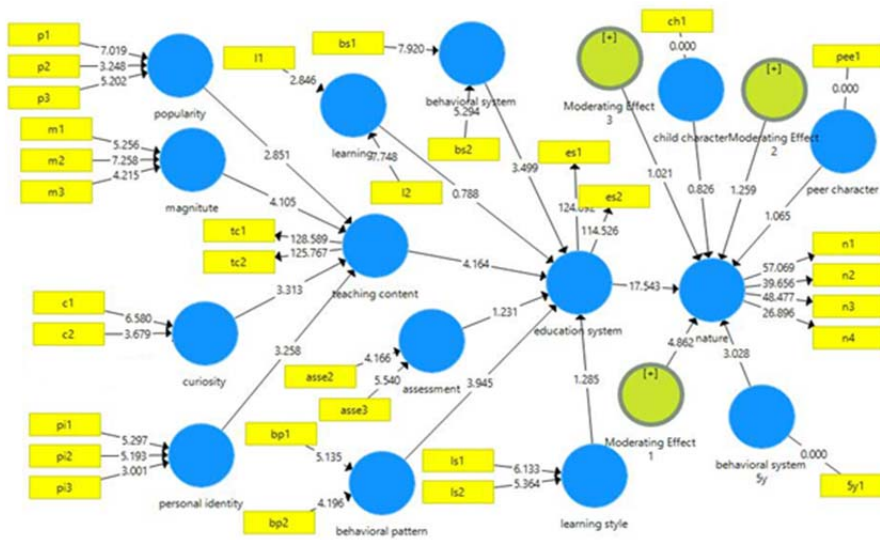 p1
7.019
p2
3.248
p3
5.202
popularity
m1
5.256
m2
7.258
m3
4.215
magnitute
l1
2.846
learning
7.748
l2
bs1
7.920
behavioral system
5.294
bs2
2.851
4.105
tc1
128.589
tc2
125.767
teaching content
c1
6.580
c2
3.679
curiosity
3.313
3.258
pi1
5.297
pi2
5.193
pi3
3.001
personal identity
4.164
0.788
3.499
es1
es2
114.526
education system
17.543
asse2
4.166
asse3
5.540
assessment
1.231
bp1
5.135
bp2
4.196
behavioral pattern
3.945
ls1
6.133
ls2
5.364
learning style
1.285
[+]
Moderating Effect
3
1.021
ch1
0.000
child character
0.826
[+]
Moderating Effect
2
1.259
pee1
0.000
peer character
1.065
n1
57.069
n2
39.656
n3
48.477
n4
26.896
nature
[+]
Moderating Effect
1
4.862
behavioral system
5y
3.028
0.000
5y1